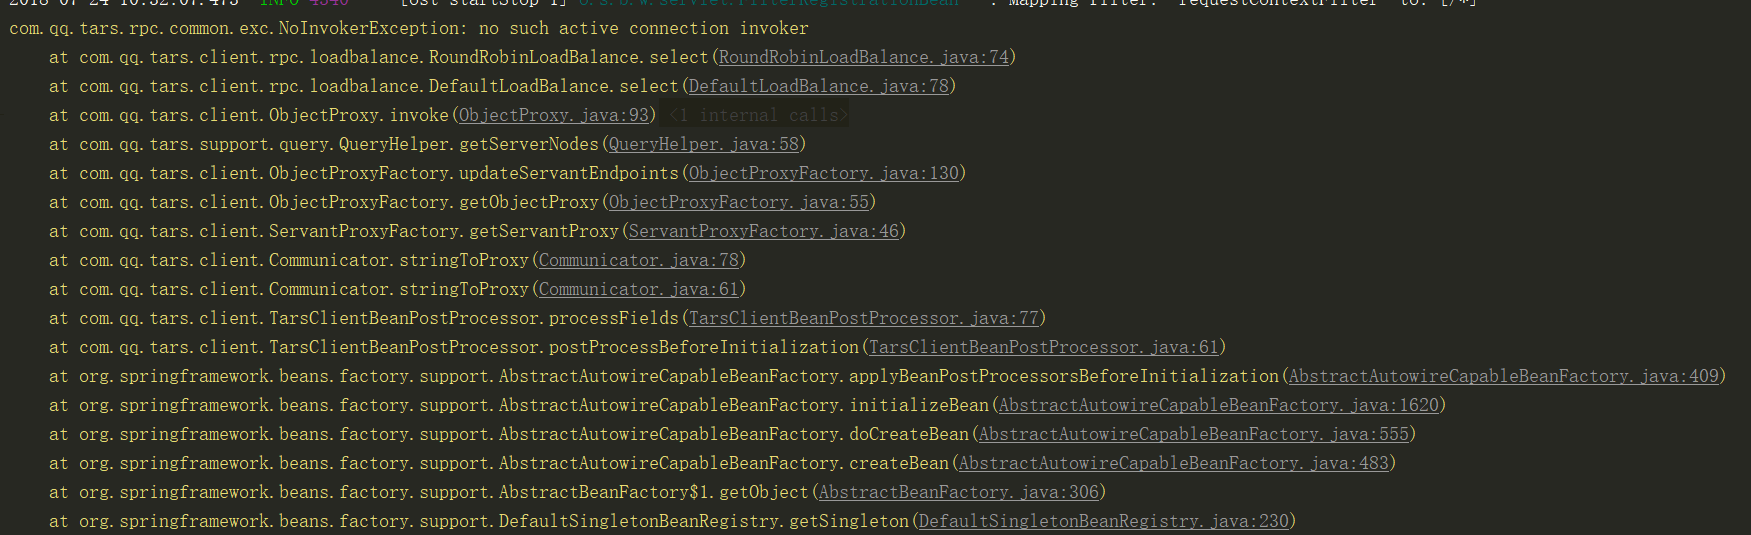 2018-07-24 10:32:07.473  INFO 4340     [ost-startStop-1] o.s.b.w.servlet.FilterRegistrationBean   : Mapping filter: 'requestContextFilter' to: [/*]
com.qq.tars.rpc.common.exc.NoInvokerException: no such active connection invoker
at com.qq.tars.client.rpc.loadbalance.RoundRobinLoadBalance.select(RoundRobinLoadBalance.java:74)
at com.qq.tars.client.rpc.loadbalance.DefaultLoadBalance.select(DefaultLoadBalance.java:78)
at com.qq.tars.client.ObjectProxy.invoke(ObjectProxy.java:93) <1 internal calls>
at com.qq.tars.support.query.QueryHelper.getServerNodes(QueryHelper.java:58)
at com.qq.tars.client.ObjectProxyFactory.updateServantEndpoints(ObjectProxyFactory.java:130)
at com.qq.tars.client.ObjectProxyFactory.getObjectProxy(ObjectProxyFactory.java:55)
at com.qq.tars.client.ServantProxyFactory.getServantProxy(ServantProxyFactory.java:46)
at com.qq.tars.client.Communicator.stringToProxy(Communicator.java:78)
at com.qq.tars.client.Communicator.stringToProxy(Communicator.java:61)
at com.qq.tars.client.TarsClientBeanPostProcessor.processFields(TarsClientBeanPostProcessor.java:77)
at com.qq.tars.client.TarsClientBeanPostProcessor.postProcessBeforeInitialization(TarsClientBeanPostProcessor.java:61)
at org.springframework.beans.factory.support.AbstractAutowireCapableBeanFactory.applyBeanPostProcessorsBeforeInitialization(AbstractAutowireCapableBeanFactory.java:409)
at org.springframework.beans.factory.support.AbstractAutowireCapableBeanFactory.initializeBean(AbstractAutowireCapableBeanFactory.java:1620)
at org.springframework.beans.factory.support.AbstractAutowireCapableBeanFactory.doCreateBean(AbstractAutowireCapableBeanFactory.java:555)
at org.springframework.beans.factory.support.AbstractAutowireCapableBeanFactory.createBean(AbstractAutowireCapableBeanFactory.java:483)
at org.springframework.beans.factory.support.AbstractBeanFactory$1.getObject(AbstractBeanFactory.java:306)
at org.springframework.beans.factory.support.DefaultSingletonBeanRegistry.getSingleton(DefaultSingletonBeanRegistry.java:230)